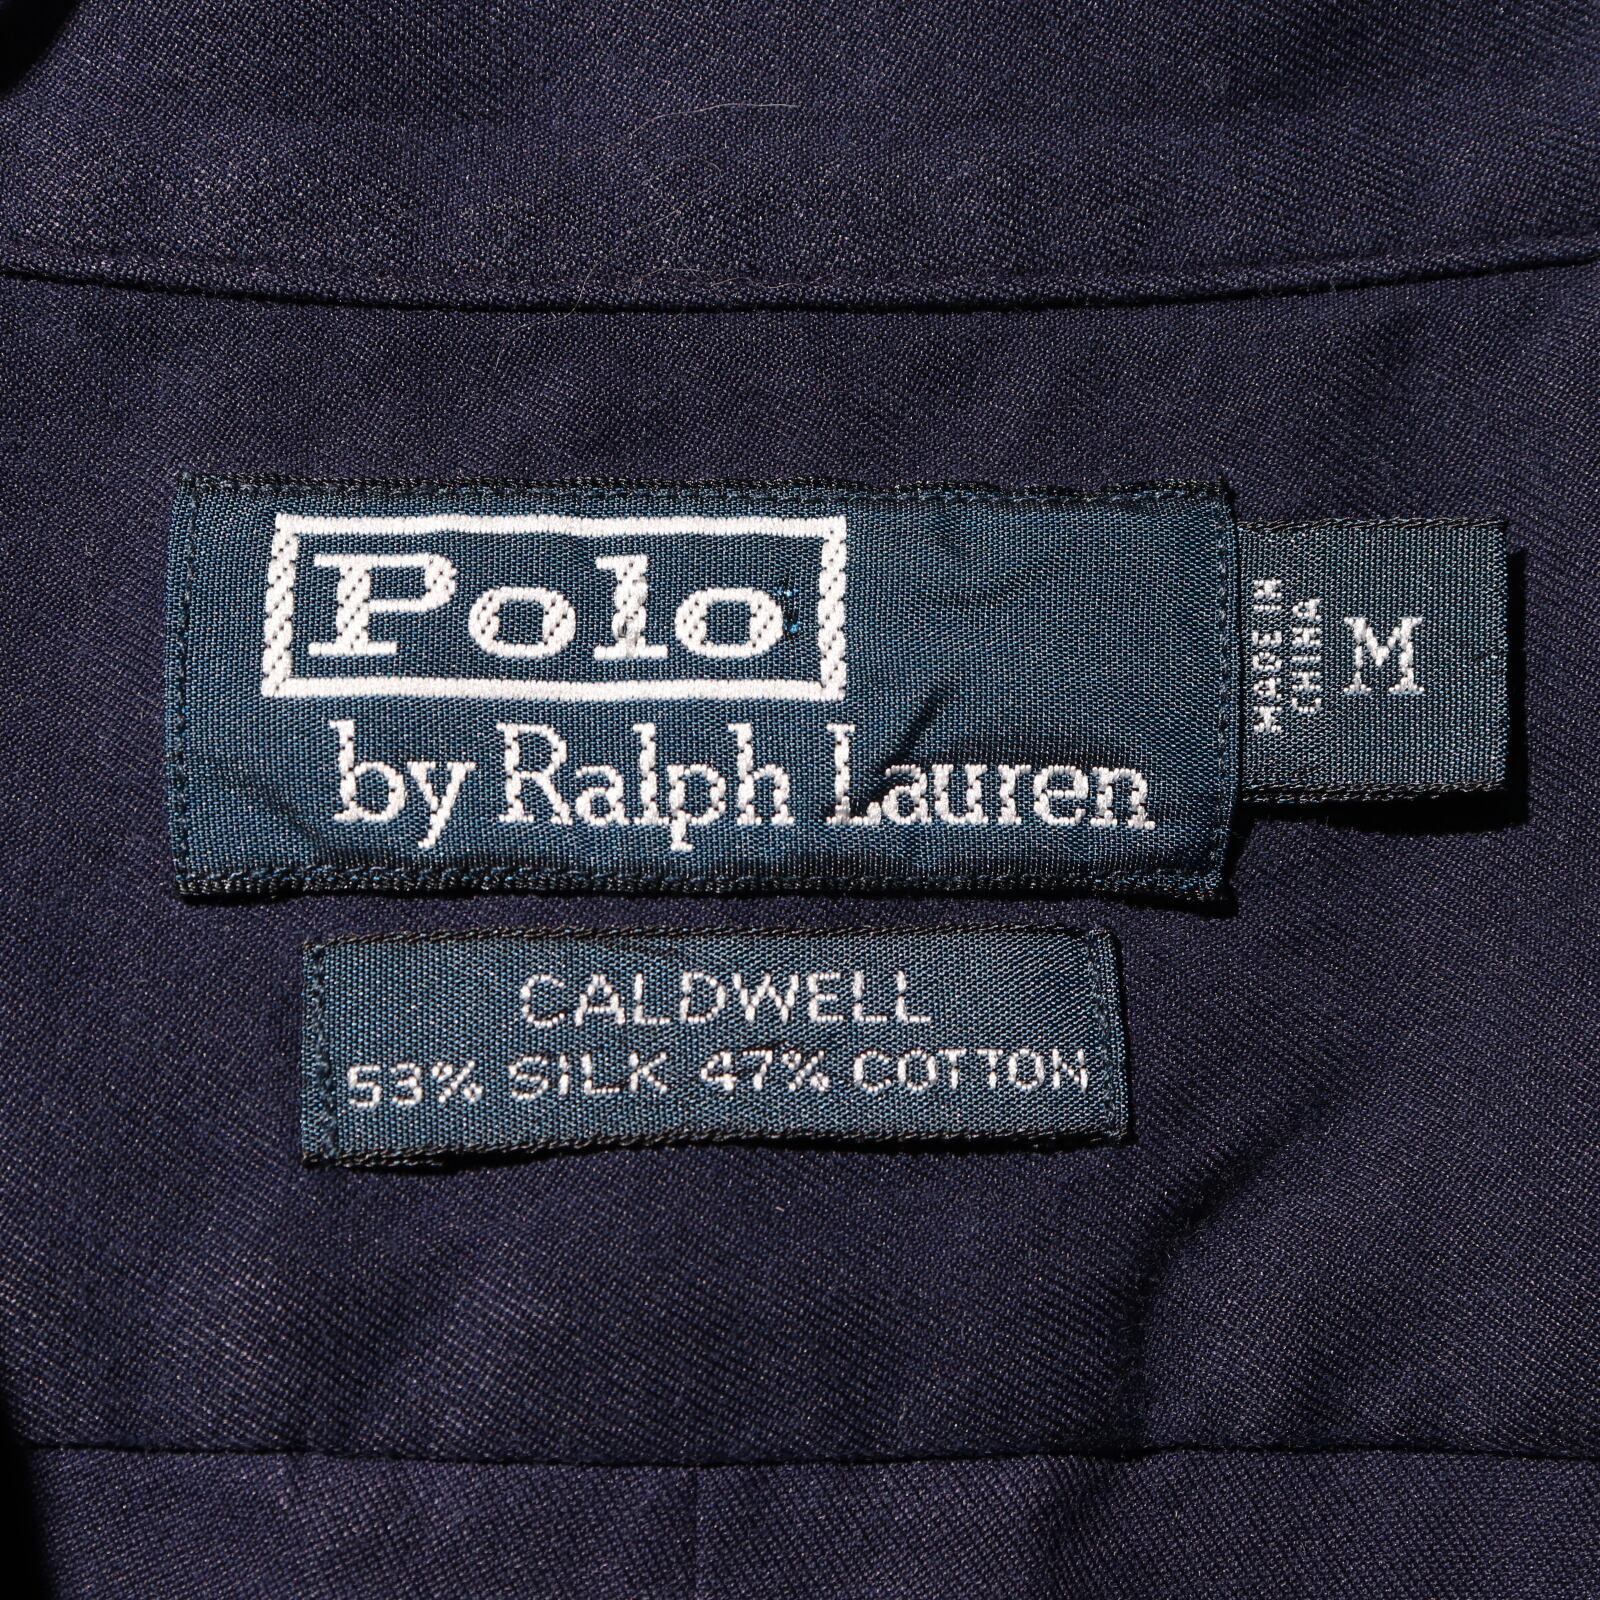 Polo
by Ralph Lauren
MADE IN
CHINA
M
CALDWELL
53% SILK 47% COTTON